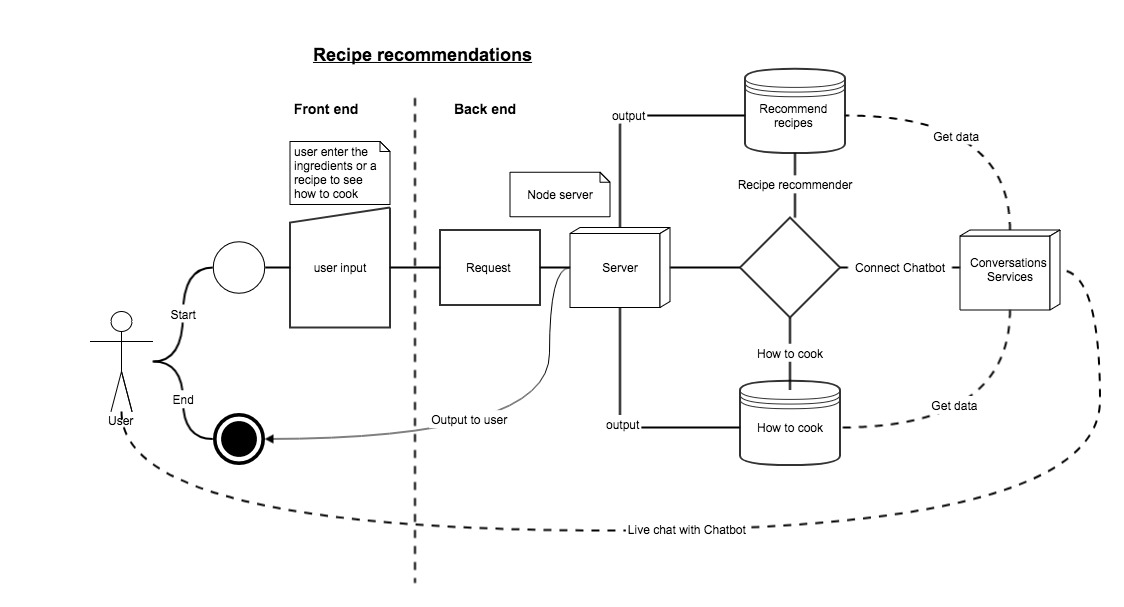 Recipe recommendations
Front end
Back end
user enter the
ingredients or a
recipe to see
how to cook
Node server
output
Recommend
recipes
Get data
Recipe recommender
user input
Request
Server
Connect Chatbot
Conversations
Services
Start
User
End
How to cook
Output to user
output
How to cook
Get data
Live chat with Chatbot